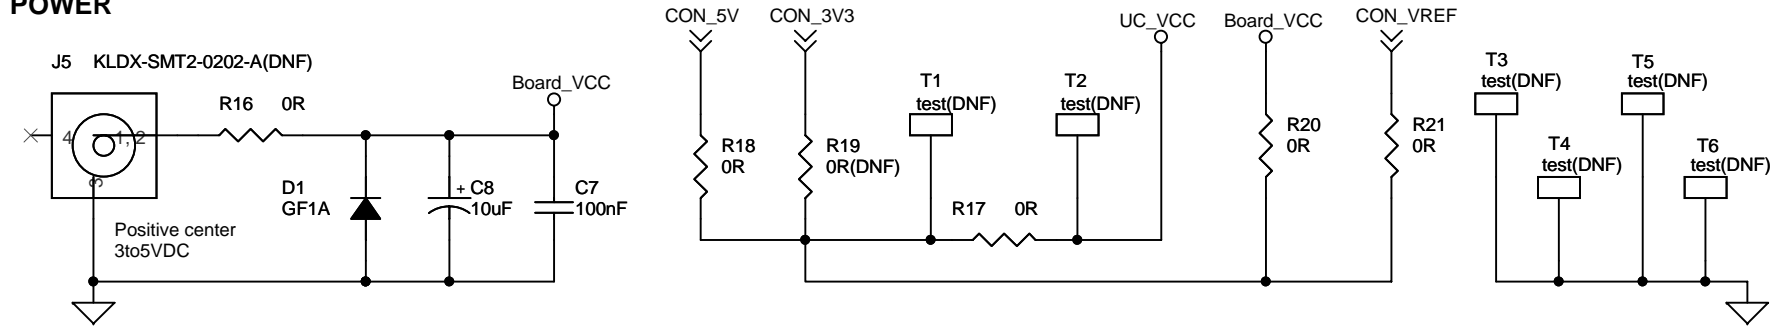 POWER
CON_5V
CON_3V3
UC_VCC
Board_VCC
CON_VREF
J5 KLDX-SMT2-0202-A(DNF)
Board_VCC
R16 0R
4
1, 2
3
D1
GF1A
+ C8
10uF
C7
100nF
Positive center
3to5VDC
R18
0R
R19
0R(DNF)
T1
test(DNF)
T2
test(DNF)
R17 0R
R20
0R
R21
0R
T3
test(DNF)
T5
test(DNF)
T4
test(DNF)
T6
test(DNF)